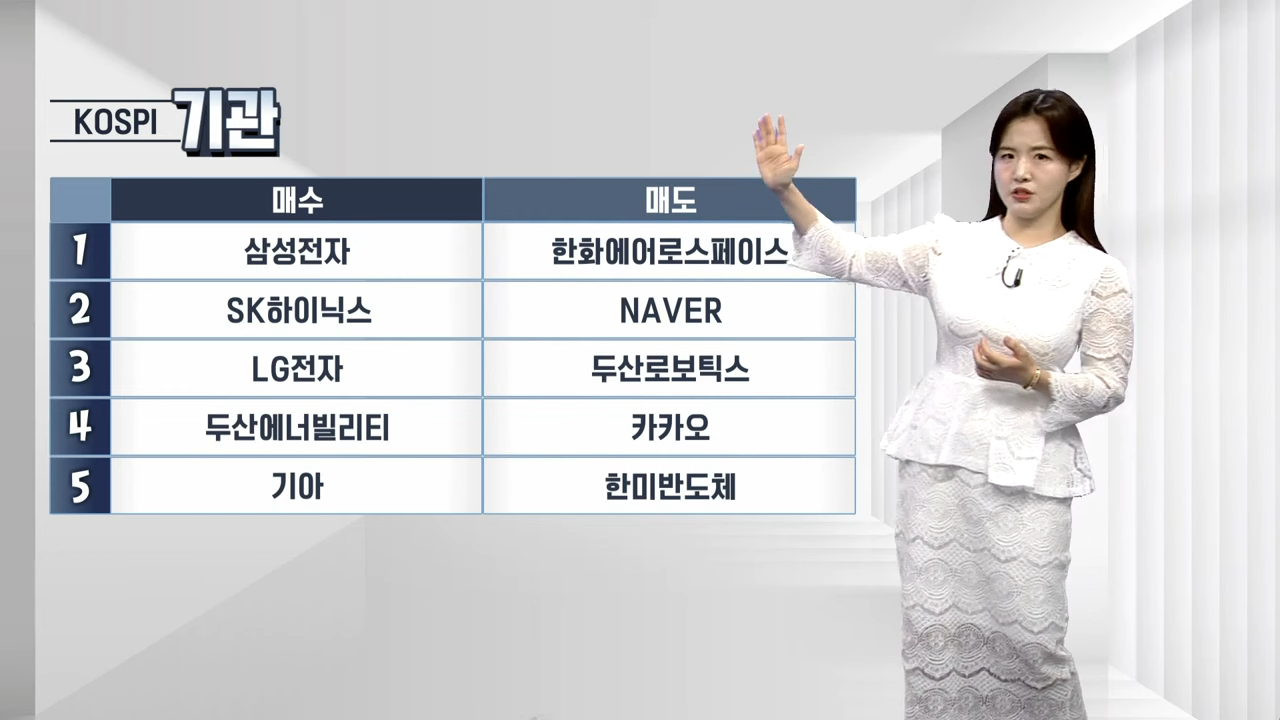 KOSPI 기관
매수 매도
1 삼성전자 한화에어로스페이스
2 SK하이닉스 NAVER
3 LG전자 두산로보틱스
4 두산에너빌리티 카카오
5 기아 한미반도체